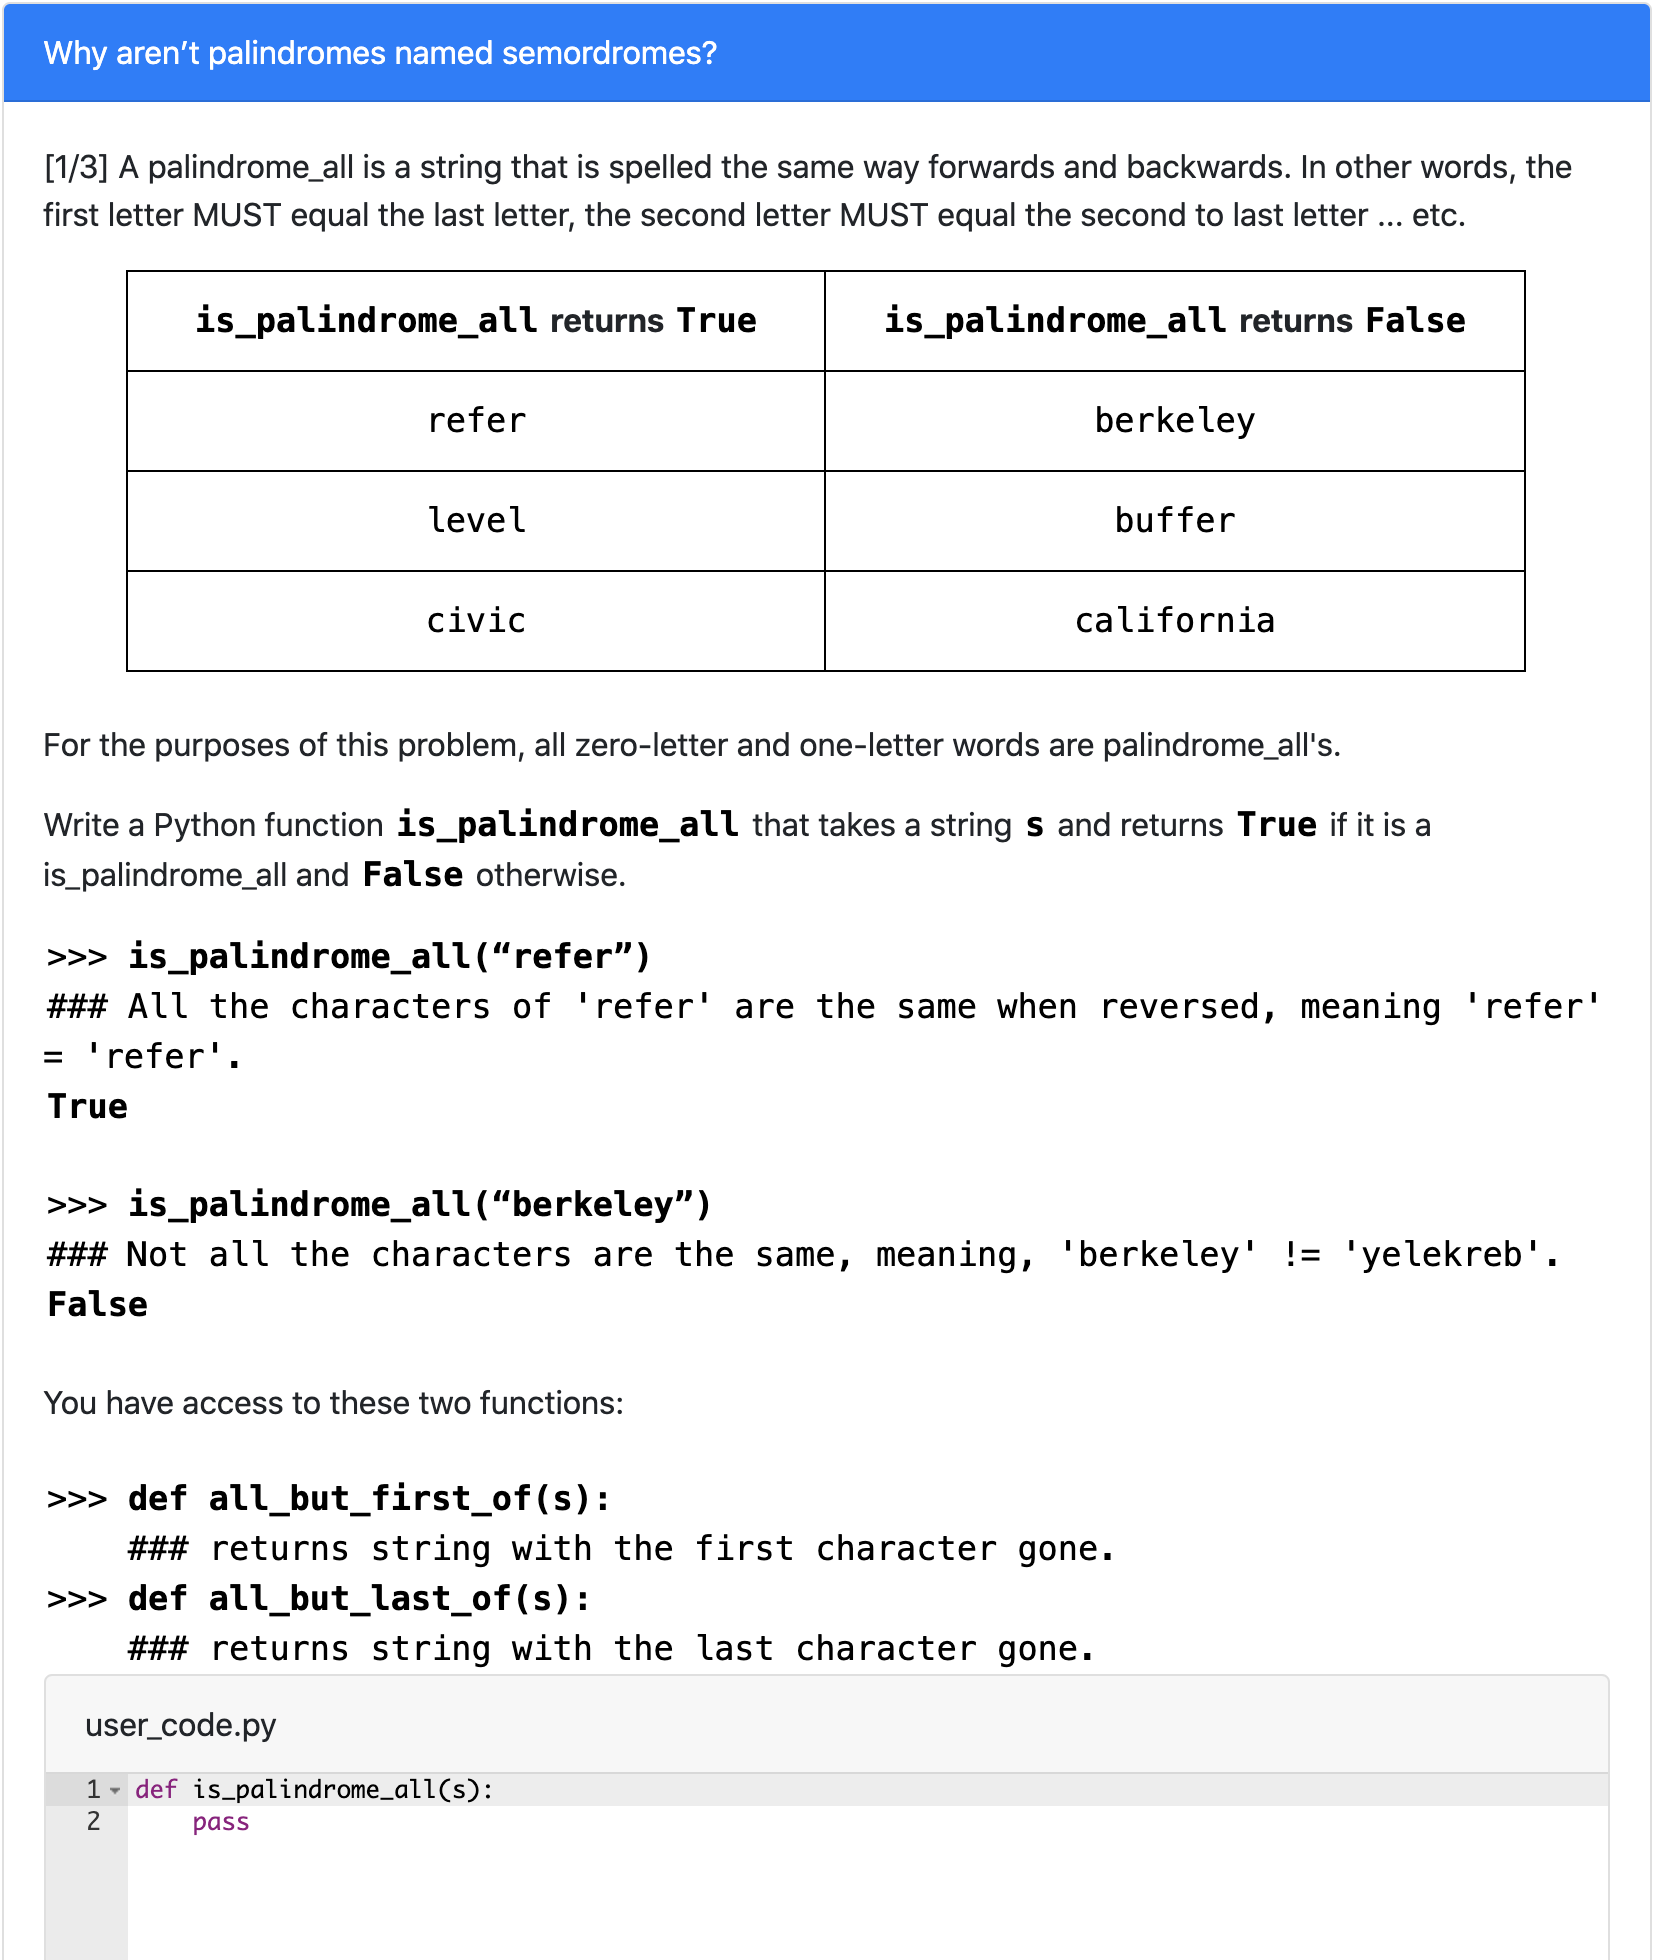 Why aren’t palindromes named semordromes?
[1/3] A palindrome_all is a string that is spelled the same way forwards and backwards. In other words, the
first letter MUST equal the last letter, the second letter MUST equal the second to last letter ... etc.
is_palindrome_all returns True
is_palindrome_all returns False
refer
berkeley
level
buffer
civic
california
For the purposes of this problem, all zero-letter and one-letter words are palindrome_all's.
Write a Python function is_palindrome_all that takes a string s and returns True if it is a
is_palindrome_all and False otherwise.
>>> is_palindrome_all(“refer”)
### All the characters of 'refer' are the same when reversed, meaning 'refer'
= 'refer'.
True
>>> is_palindrome_all(“berkeley”)
### Not all the characters are the same, meaning, 'berkeley' != 'yelekreb'.
False
You have access to these two functions:
>>> def all_but_first_of(s):
### returns string with the first character gone.
>>> def all_but_last_of(s):
### returns string with the last character gone.
user_code.py
1 def is_palindrome_all(s):
2 pass